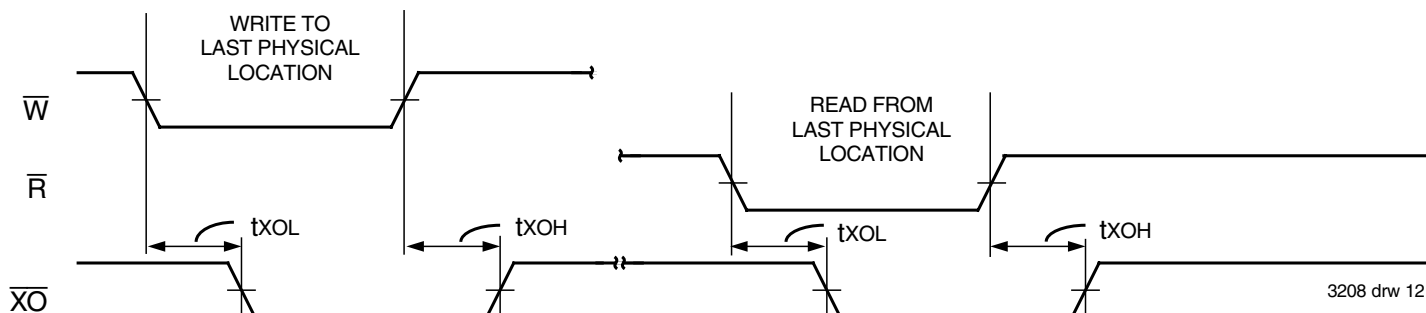 WRITE TO
LAST PHYSICAL
LOCATION
W
READ FROM
LAST PHYSICAL
LOCATION
R
tXOL
tXOH
tXOL
tXOH
XO
3208 drw 12